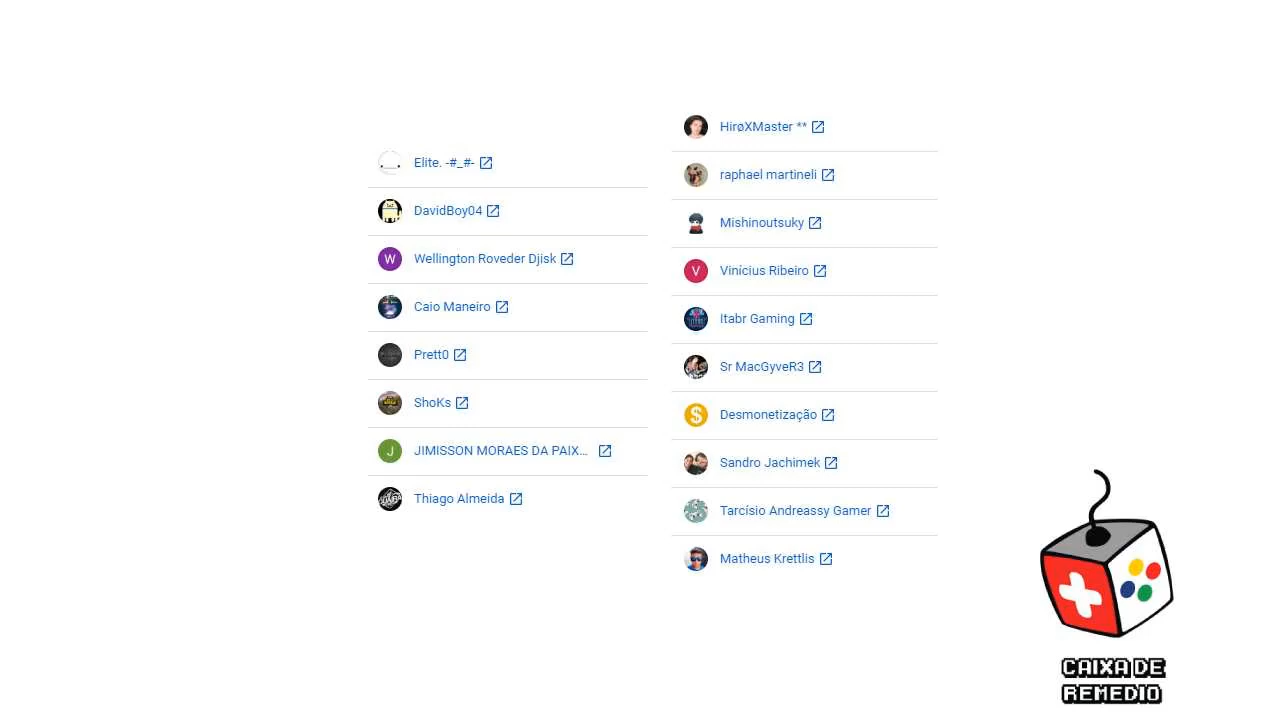 Elite. -#_#-
DavidBoy04
W
Wellington Roveder Djisk
Caio Maneiro
Prett0
ShoKs
J
JIMISSON MORAES DA PAIX...
Thiago Almeida
HirøXMaster **
raphael martineli
Mishinoutsuky
V
Vinícius Ribeiro
Itabr Gaming
Sr MacGyveR3
$
Desmonetização
Sandro Jachimek
Tarcísio Andreassy Gamer
Matheus Krettlis
CAIXA DE
REMEDIO